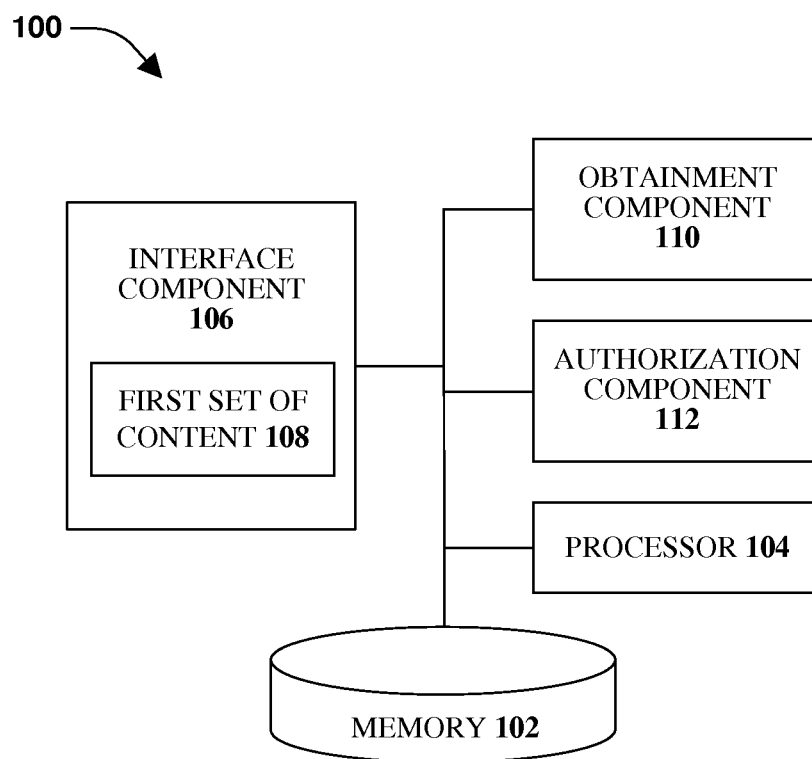 100
INTERFACE
COMPONENT
106
FIRST SET OF
CONTENT 108
OBTAINMENT
COMPONENT
110
AUTHORIZATION
COMPONENT
112
PROCESSOR 104
MEMORY 102